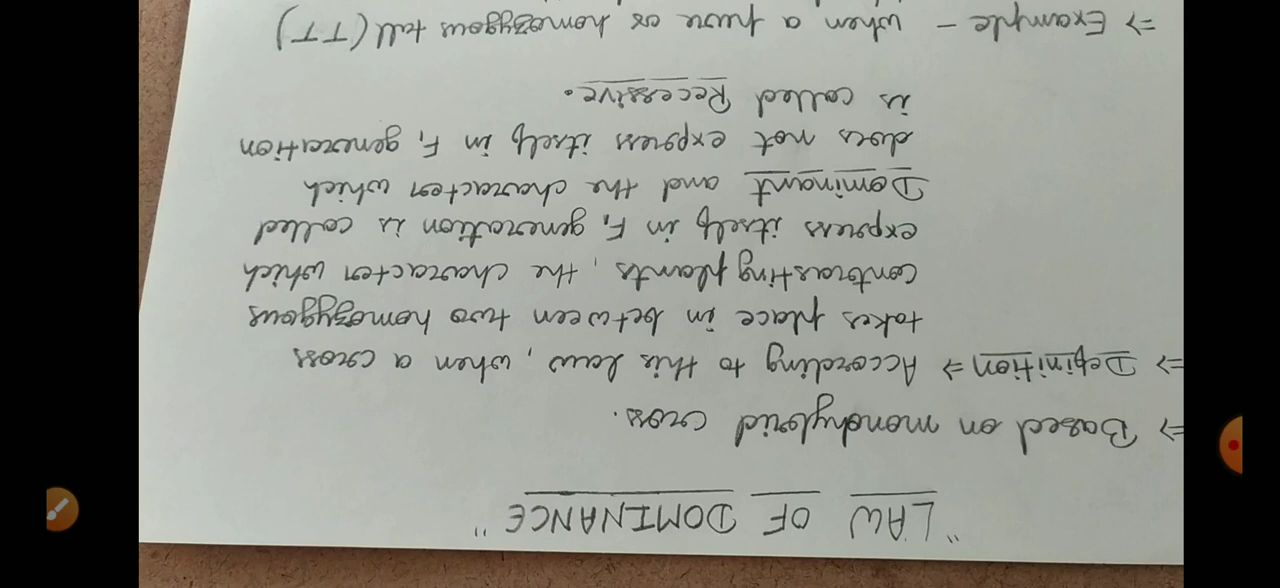 "LAW OF DOMINANCE"
⇒ Based on monohybrid cross.
⇒ Definition ⇒ According to this law, when a cross
takes place in between two homozygous
contrasting plants, the character which
express itself in F₁ generation is called
Dominant and the character which
does not express itself in F₁ generation
is called Recessive.
⇒ Example - when a pure or homozygous tall (TT)